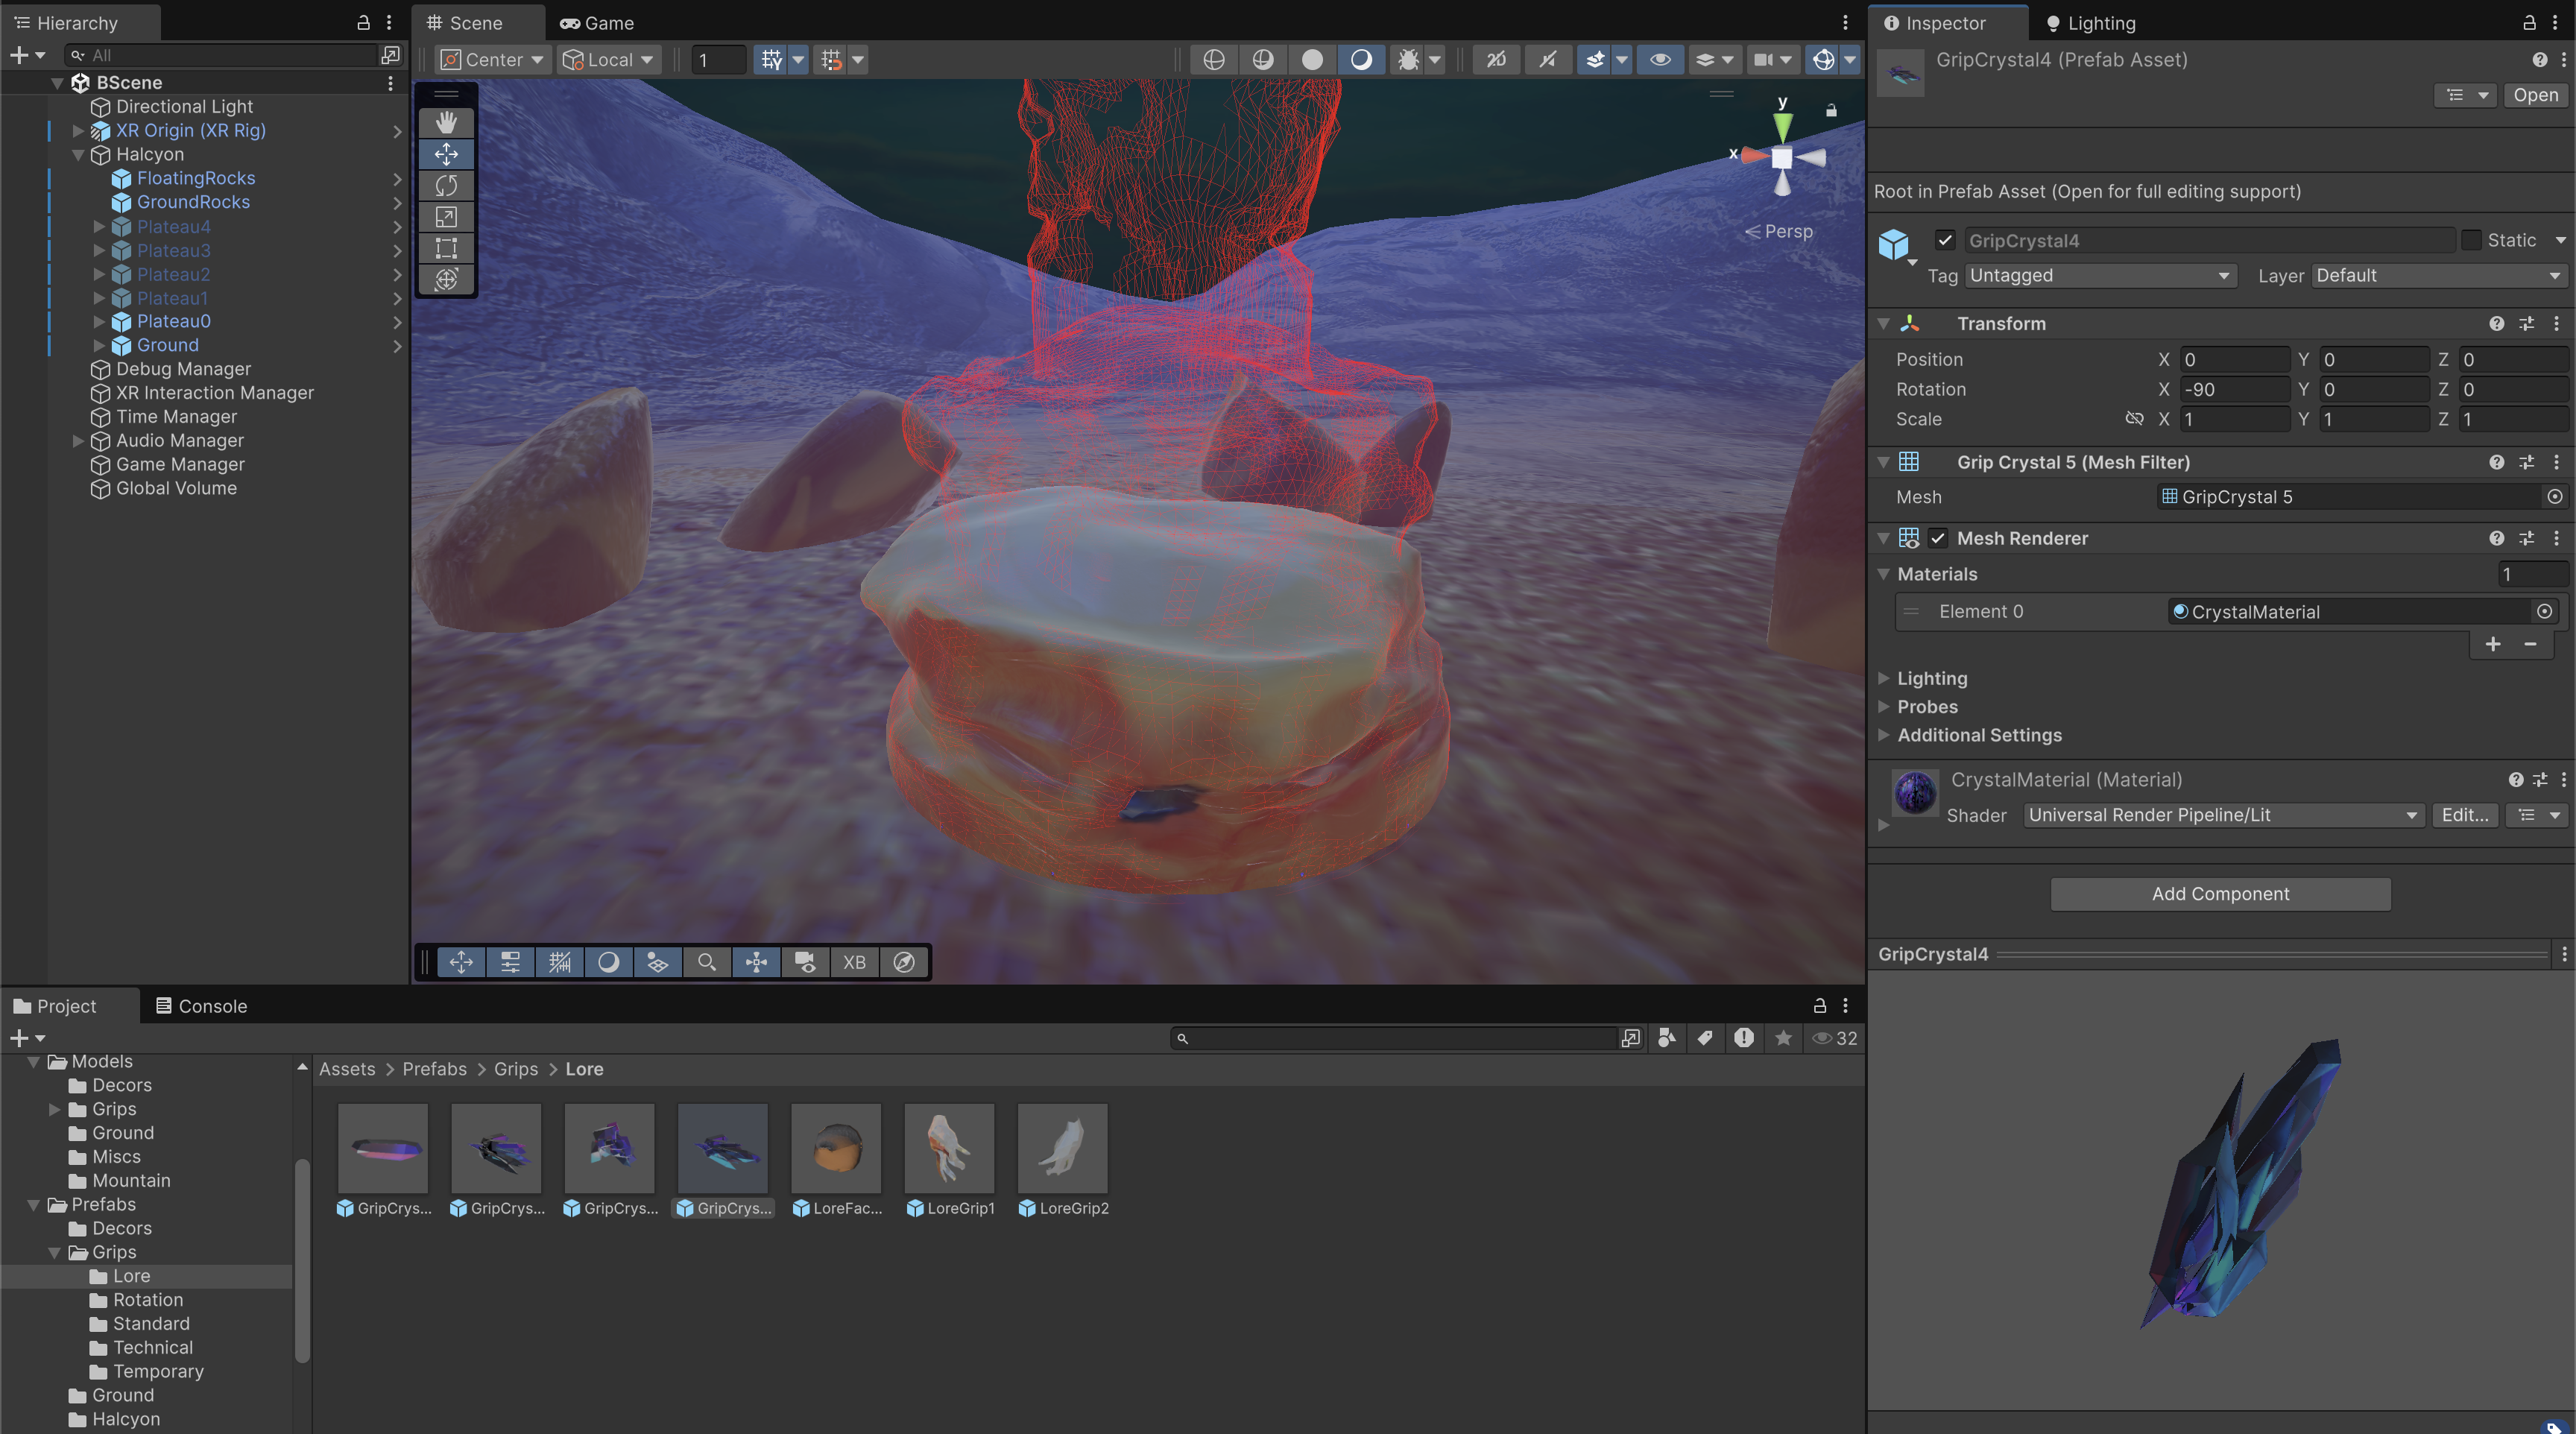 Hierarchy
All
BScene
Directional Light
XR Origin (XR Rig)
Halcyon
FloatingRocks
GroundRocks
Plateau4
Plateau3
Plateau2
Plateau1
Plateau0
Ground
Debug Manager
XR Interaction Manager
Time Manager
Audio Manager
Game Manager
Global Volume
Scene
Game
Center
Local
1
2D
y
x
Persp
XB
Inspector
Lighting
GripCrystal4 (Prefab Asset)
Open
Root in Prefab Asset (Open for full editing support)
GripCrystal4
Static
Tag Untagged Layer Default
Transform
Position X 0 Y 0 Z 0
Rotation X -90 Y 0 Z 0
Scale X 1 Y 1 Z 1
Grip Crystal 5 (Mesh Filter)
Mesh GripCrystal 5
Mesh Renderer
Materials 1
Element 0 CrystalMaterial
Lighting
Probes
Additional Settings
CrystalMaterial (Material)
Shader Universal Render Pipeline/Lit Edit...
Add Component
GripCrystal4
Project
Console
32
Models
Decors
Grips
Ground
Miscs
Mountain
Prefabs
Decors
Grips
Lore
Rotation
Standard
Technical
Temporary
Ground
Halcyon
Assets > Prefabs > Grips > Lore
GripCrys...
GripCrys...
GripCrys...
GripCrys...
LoreFac...
LoreGrip1
LoreGrip2